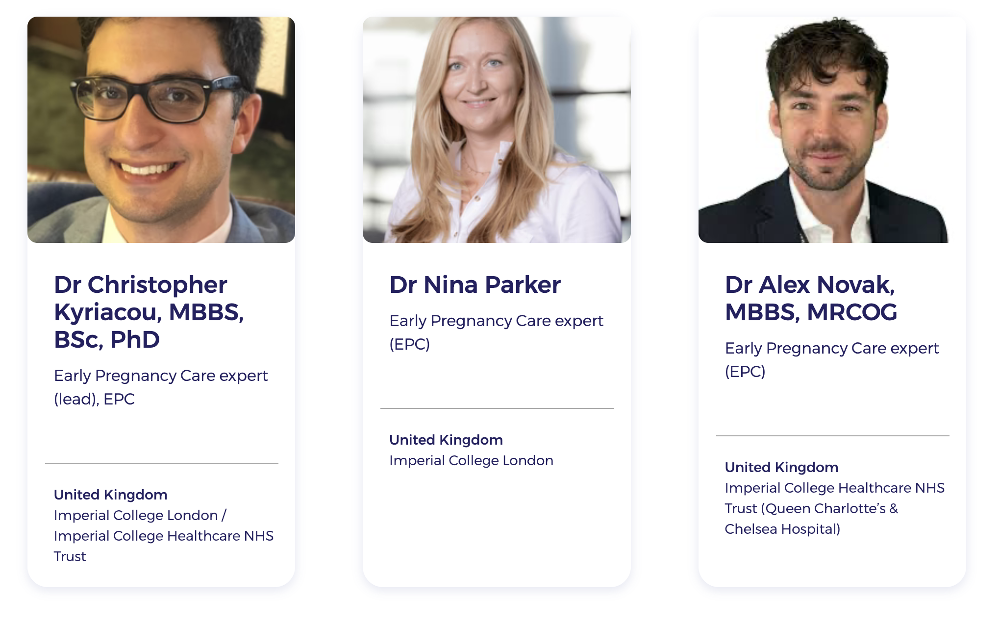 Dr Christopher
Kyriacou, MBBS,
BSc, PhD
Early Pregnancy Care expert
(lead), EPC
United Kingdom
Imperial College London /
Imperial College Healthcare NHS
Trust
Dr Nina Parker
Early Pregnancy Care expert
(EPC)
United Kingdom
Imperial College London
Dr Alex Novak,
MBBS, MRCOG
Early Pregnancy Care expert
(EPC)
United Kingdom
Imperial College Healthcare NHS
Trust (Queen Charlotte’s &
Chelsea Hospital)